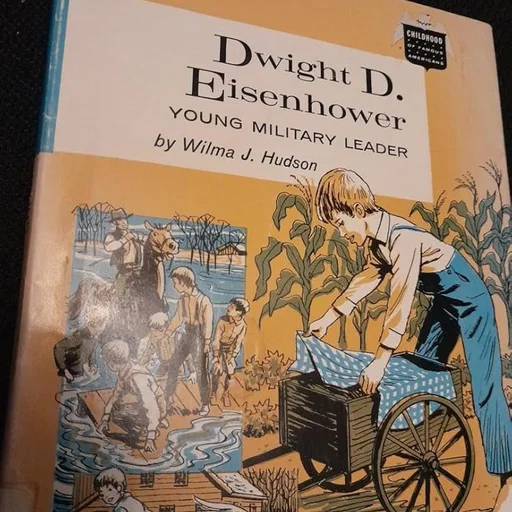 CHILDHOOD
OF FAMOUS
AMERICANS
Dwight D.
Eisenhower
YOUNG MILITARY LEADER
by Wilma J. Hudson